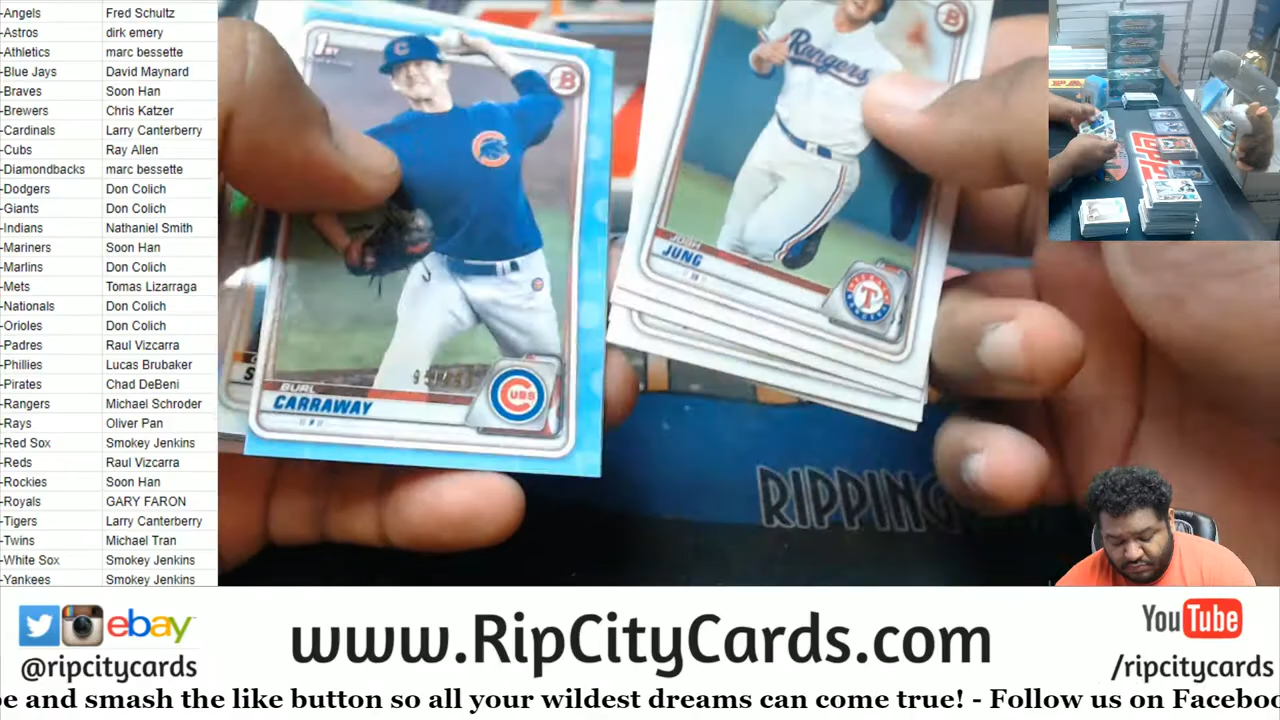 -Angels Fred Schultz
-Astros dirk emery
-Athletics marc bessette
-Blue Jays David Maynard
-Braves Soon Han
-Brewers Chris Katzer
-Cardinals Larry Canterberry
-Cubs Ray Allen
-Diamondbacks marc bessette
-Dodgers Don Colich
-Giants Don Colich
-Indians Nathaniel Smith
-Mariners Soon Han
-Marlins Don Colich
-Mets Tomas Lizarraga
-Nationals Don Colich
-Orioles Don Colich
-Padres Raul Vizcarra
-Phillies Lucas Brubaker
-Pirates Chad DeBeni
-Rangers Michael Schroder
-Rays Oliver Pan
-Red Sox Smokey Jenkins
-Reds Raul Vizcarra
-Rockies Soon Han
-Royals GARY FARON
-Tigers Larry Canterberry
-Twins Michael Tran
-White Sox Smokey Jenkins
-Yankees Smokey Jenkins
1ST
B
C
BURL
CARRAWAY
CUBS
B
Rangers
JOSH
JUNG
T
RIPPING
ebay
@ripcitycards
www.RipCityCards.com
YouTube
/ripcitycards
be and smash the like button so all your wildest dreams can come true! - Follow us on Facebo